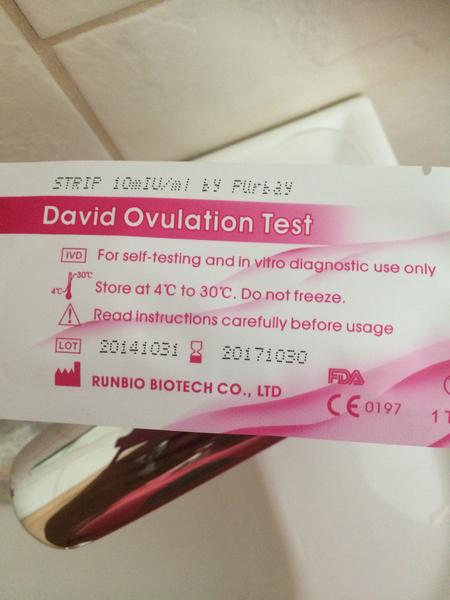 STRIP 10mIU/ml by PUrbay
David Ovulation Test
IVD For self-testing and in vitro diagnostic use only
30℃
4℃
Store at 4℃ to 30℃. Do not freeze.
Read instructions carefully before usage
LOT 20141031 20171030
RUNBIO BIOTECH CO., LTD
FDA
CE 0197
1 T